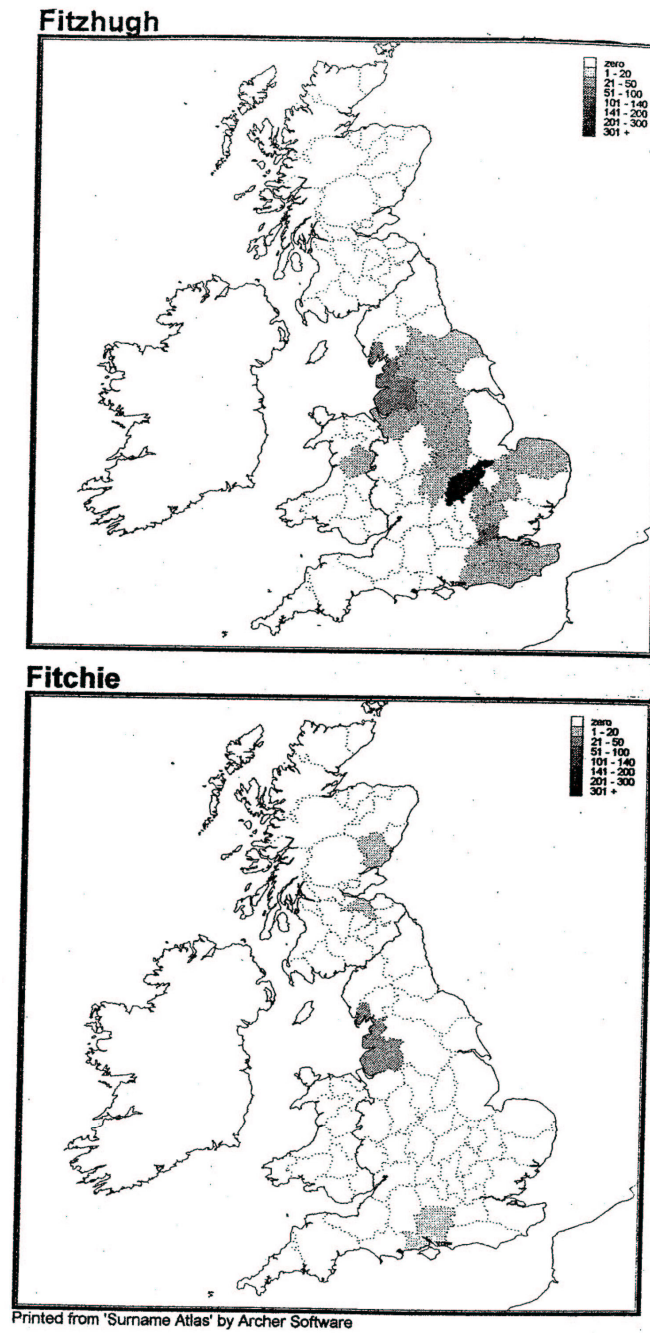 Fitzhugh
zero
1 - 20
21 - 50
51 - 100
101 - 140
141 - 200
201 - 300
301 +
Fitchie
zero
1 - 20
21 - 50
51 - 100
101 - 140
141 - 200
201 - 300
301 +
Printed from 'Surname Atlas' by Archer Software